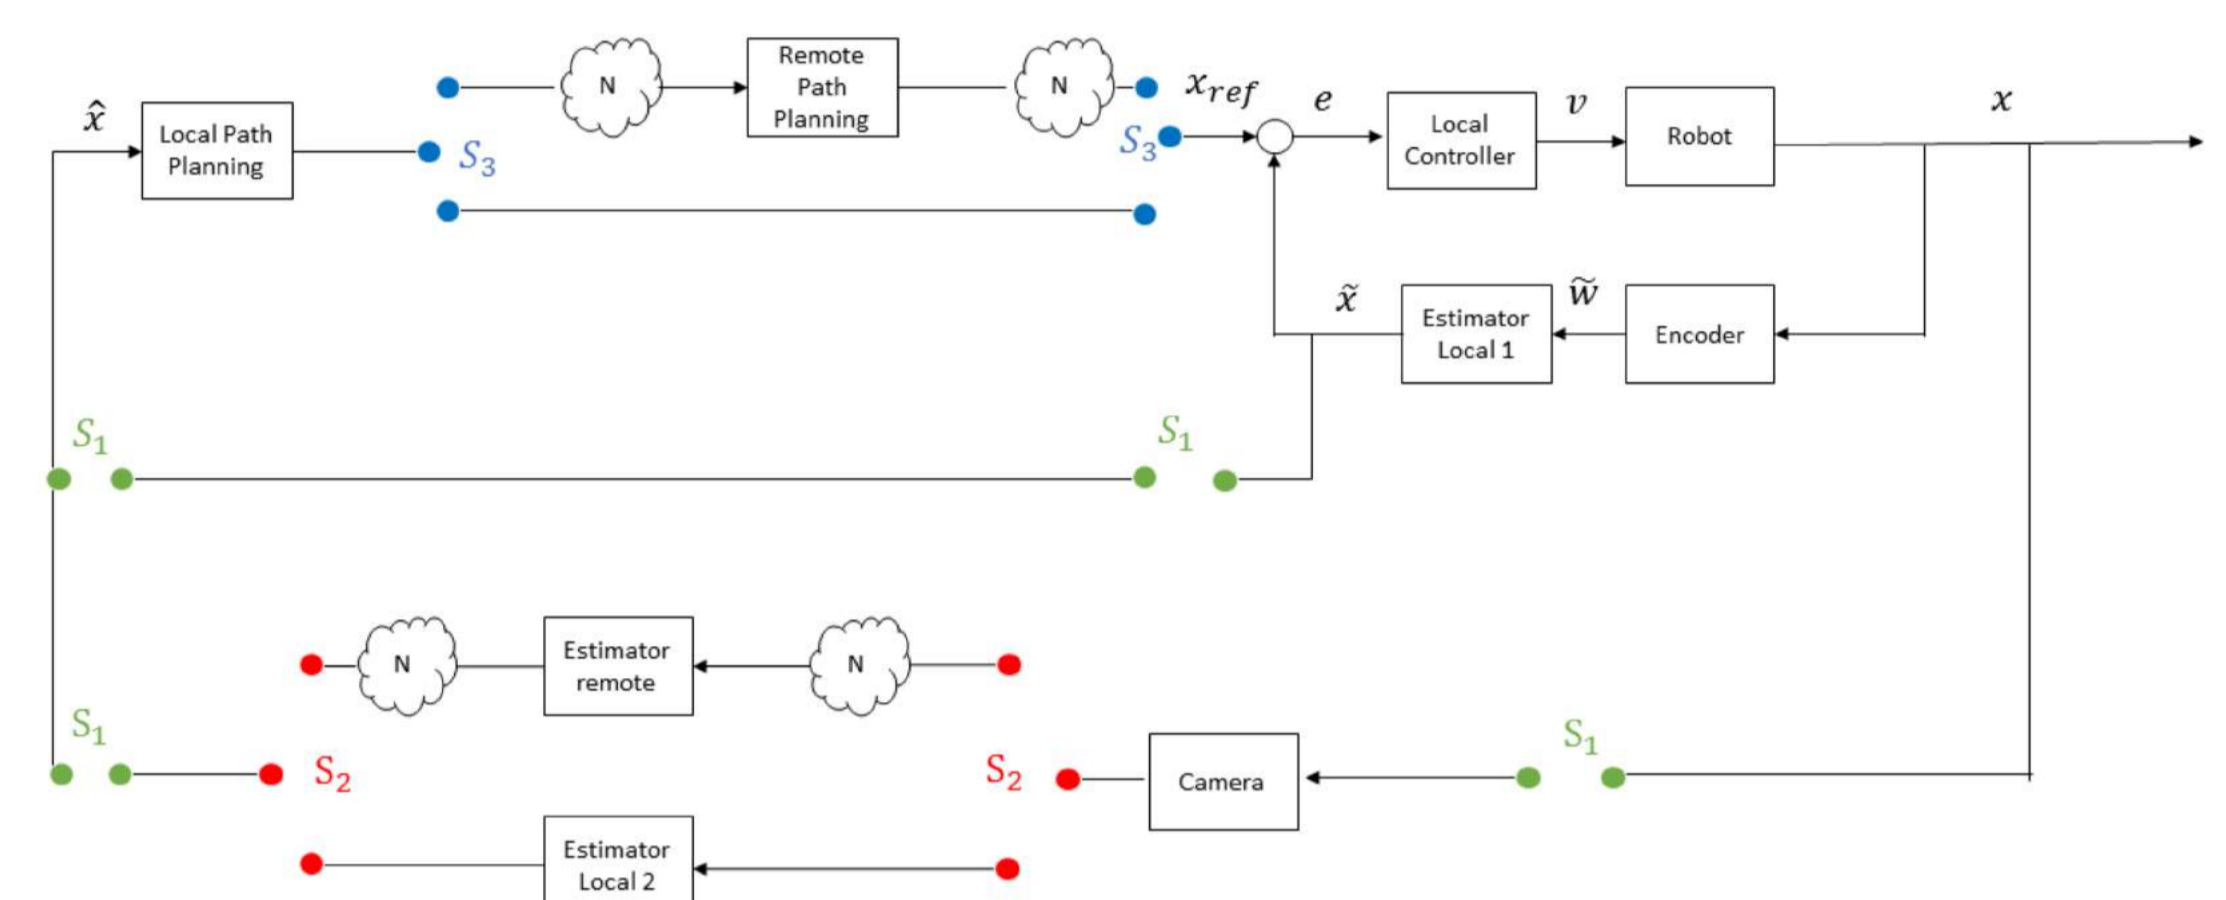 Remote
Path
Planning
N
N
x_ref
e
v
x
x̂
Local Path
Planning
S₃
S₃
Local
Controller
Robot
x̃
Estimator
Local 1
w̃
Encoder
S₁
S₁
N
Estimator
remote
N
S₁
S₂
S₂
Camera
S₁
Estimator
Local 2